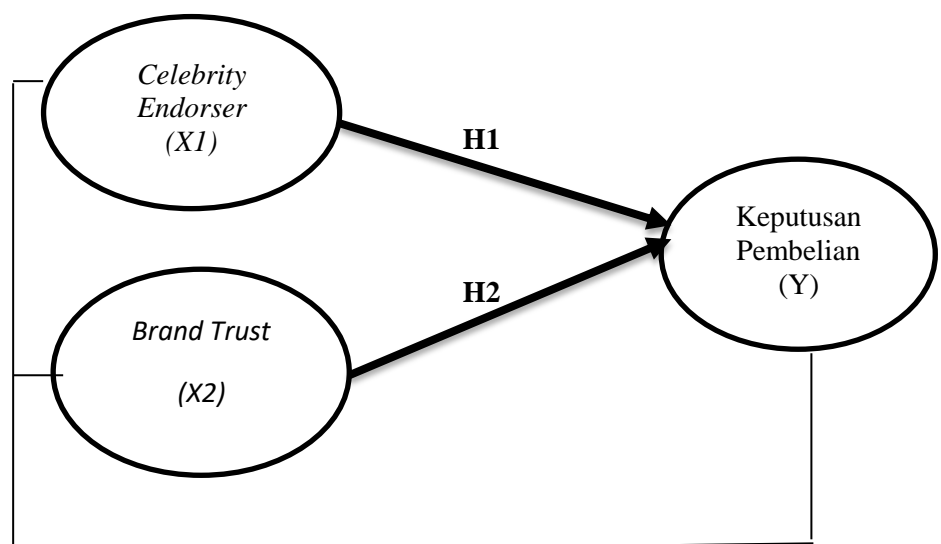 Celebrity
Endorser
(X1)
H1
Keputusan
Pembelian
(Y)
H2
Brand Trust
(X2)